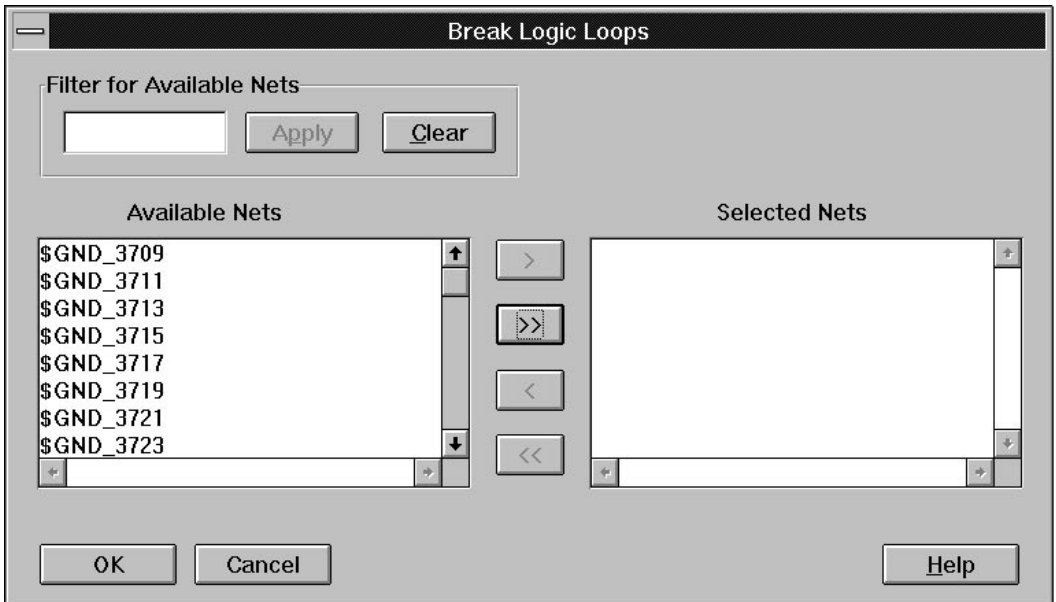 Break Logic Loops
Filter for Available Nets
Apply
Clear
Available Nets
Selected Nets
$GND_3709
$GND_3711
$GND_3713
$GND_3715
$GND_3717
$GND_3719
$GND_3721
$GND_3723
>
>>
<
<<
OK
Cancel
Help